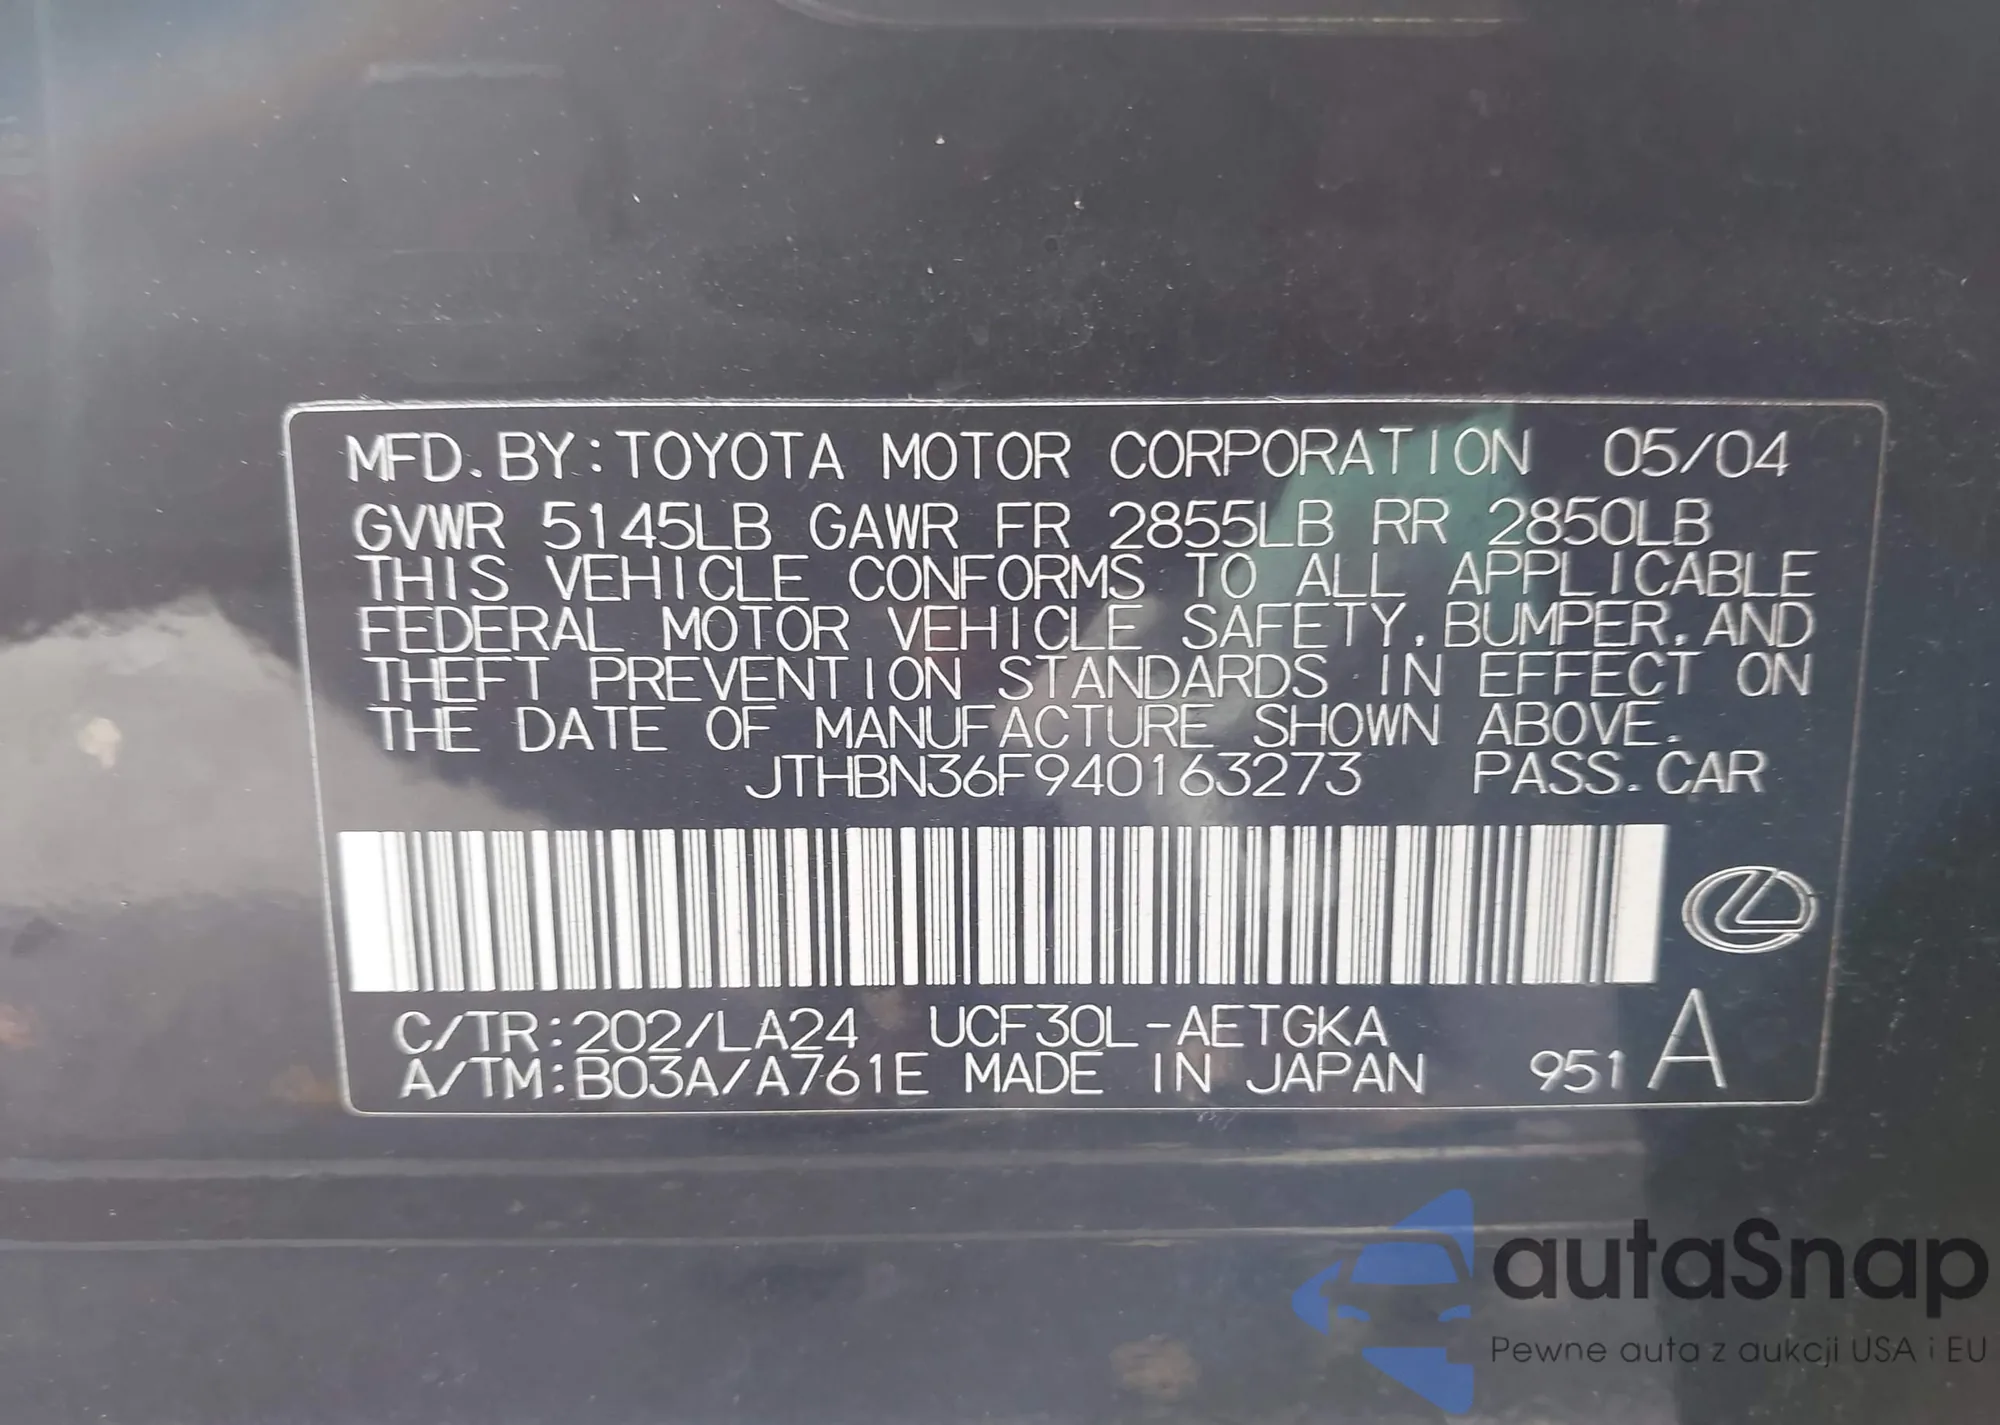 MFD. BY: TOYOTA MOTOR CORPORATION 05/04
GVWR 5145LB GAWR FR 2855LB RR 2850LB
THIS VEHICLE CONFORMS TO ALL APPLICABLE
FEDERAL MOTOR VEHICLE SAFETY, BUMPER, AND
THEFT PREVENTION STANDARDS IN EFFECT ON
THE DATE OF MANUFACTURE SHOWN ABOVE.
JTHBN36F940163273 PASS. CAR
C/TR: 202/LA24 UCF30L-AETGKA
A/TM: B03A/A761E MADE IN JAPAN 951 A
autaSnap
Pewne auta z aukcji USA i EU